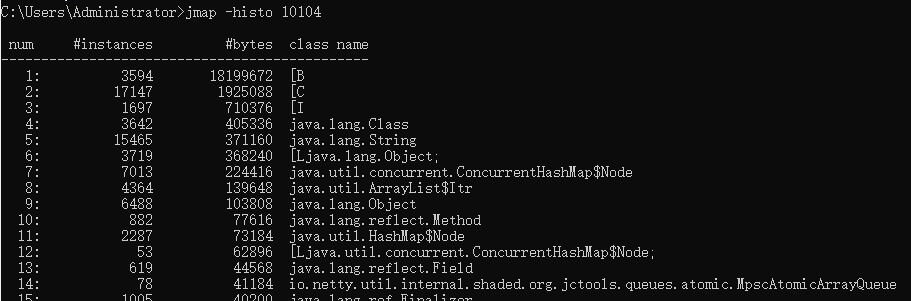 C:\Users\Administrator>jmap -histo 10104
num #instances #bytes class name
----------------------------------------------
1: 3594 18199672 [B
2: 17147 1925088 [C
3: 1697 710376 [I
4: 3642 405336 java.lang.Class
5: 15465 371160 java.lang.String
6: 3719 368240 [Ljava.lang.Object;
7: 7013 224416 java.util.concurrent.ConcurrentHashMap$Node
8: 4364 139648 java.util.ArrayList$Itr
9: 6488 103808 java.lang.Object
10: 882 77616 java.lang.reflect.Method
11: 2287 73184 java.util.HashMap$Node
12: 53 62896 [Ljava.util.concurrent.ConcurrentHashMap$Node;
13: 619 44568 java.lang.reflect.Field
14: 78 41184 io.netty.util.internal.shaded.org.jctools.queues.atomic.MpscAtomicArrayQueue
15: 1005 40200 java.lang.ref.Finalizer